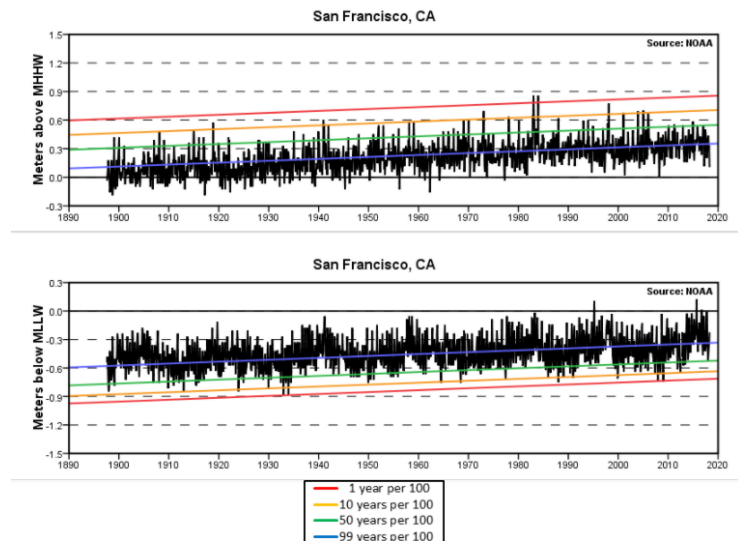 San Francisco, CA
Source: NOAA
Meters above MHHW
1.5
1.2
0.9
0.6
0.3
0.0
-0.3
1890 1900 1910 1920 1930 1940 1950 1960 1970 1980 1990 2000 2010 2020
San Francisco, CA
Source: NOAA
Meters below MLLW
0.3
0.0
-0.3
-0.6
-0.9
-1.2
-1.5
1890 1900 1910 1920 1930 1940 1950 1960 1970 1980 1990 2000 2010 2020
1 year per 100
10 years per 100
50 years per 100
99 years per 100